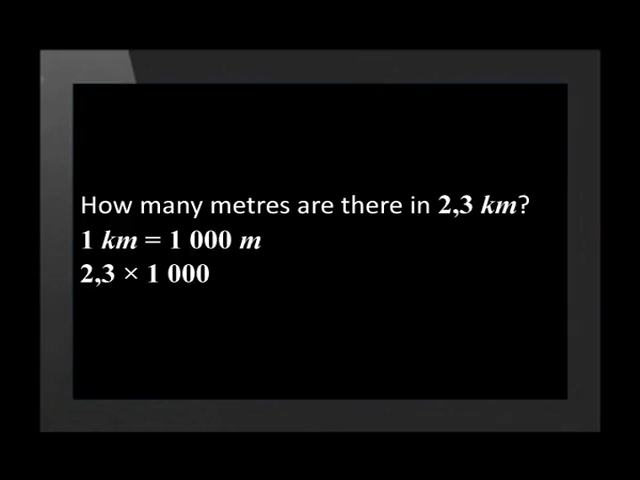 How many metres are there in 2,3 km?
1 km = 1 000 m
2,3 × 1 000